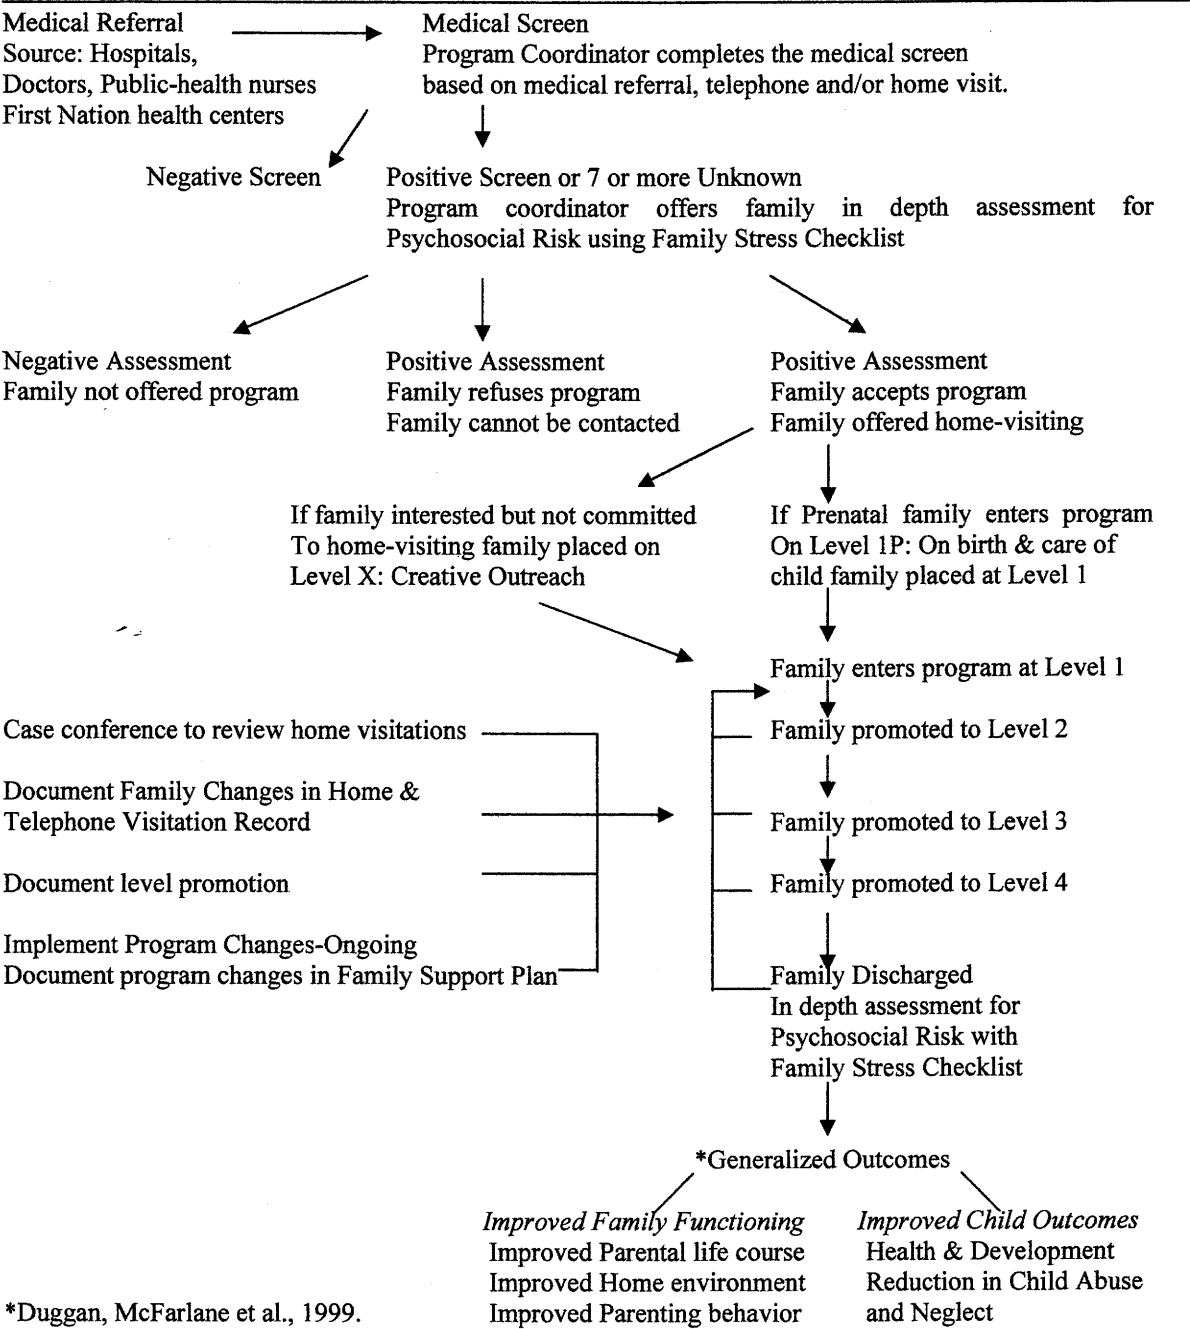 Medical Referral
Source: Hospitals,
Doctors, Public-health nurses
First Nation health centers
Medical Screen
Program Coordinator completes the medical screen
based on medical referral, telephone and/or home visit.
Negative Screen
Positive Screen or 7 or more Unknown
Program coordinator offers family in depth assessment for
Psychosocial Risk using Family Stress Checklist
Negative Assessment
Family not offered program
Positive Assessment
Family refuses program
Family cannot be contacted
Positive Assessment
Family accepts program
Family offered home-visiting
If family interested but not committed
To home-visiting family placed on
Level X: Creative Outreach
If Prenatal family enters program
On Level 1P: On birth & care of
child family placed at Level 1
Family enters program at Level 1
Family promoted to Level 2
Family promoted to Level 3
Family promoted to Level 4
Case conference to review home visitations
Document Family Changes in Home &
Telephone Visitation Record
Document level promotion
Implement Program Changes-Ongoing
Document program changes in Family Support Plan
Family Discharged
In depth assessment for
Psychosocial Risk with
Family Stress Checklist
*Generalized Outcomes
Improved Family Functioning
Improved Parental life course
Improved Home environment
Improved Parenting behavior
Improved Child Outcomes
Health & Development
Reduction in Child Abuse
and Neglect
*Duggan, McFarlane et al., 1999.